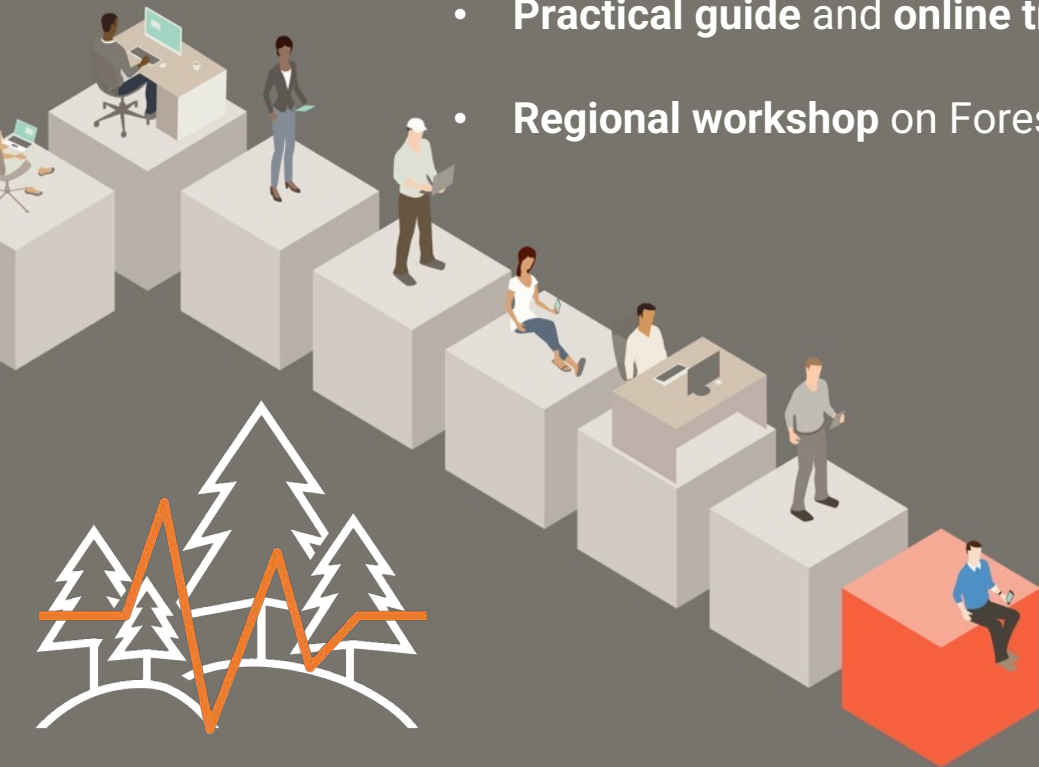 • Practical guide and online
• Regional workshop on